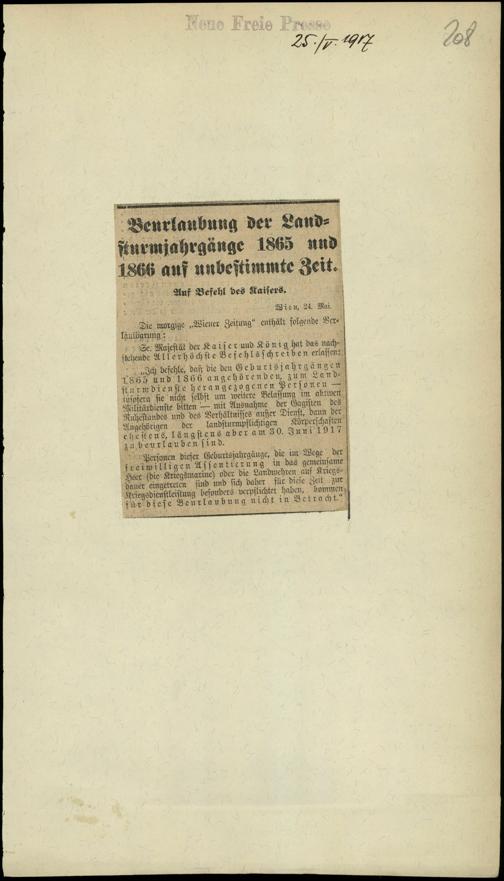 Neue Freie Presse
25./V. 1917
208
Beurlaubung der Land-
sturmjahrgänge 1865 und
1866 auf unbestimmte Zeit.
Auf Befehl des Kaisers.
Wien, 24. Mai.
Die morgige „Wiener Zeitung“ enthält folgende Ver-
lautbarung:
Se. Majestät der Kaiser und König hat das nach-
stehende Allerhöchste Befehlsschreiben erlassen:
„Ich befehle, daß die den Geburtsjahrgängen
1865 und 1866 angehörenden, zum Land-
sturmdienste herangezogenen Personen —
insofern sie nicht selbst um weitere Belassung im aktiven
Militärdienste bitten — mit Ausnahme der Gagisten des
Ruhestandes und des Verhältnisses außer Dienst, dann der
Angehörigen der landsturmpflichtigen Körperschaften
ehestens, längstens aber am 30. Juni 1917
zu beurlauben sind.
Personen dieser Geburtsjahrgänge, die im Wege der
freiwilligen Assentierung in das gemeinsame
Heer (die Kriegsmarine) oder die Landwehren auf Kriegs-
dauer eingetreten sind und sich daher für diese Zeit zur
Kriegsdienstleistung besonders verpflichtet haben, kommen
für diese Beurlaubung nicht in Betracht.“